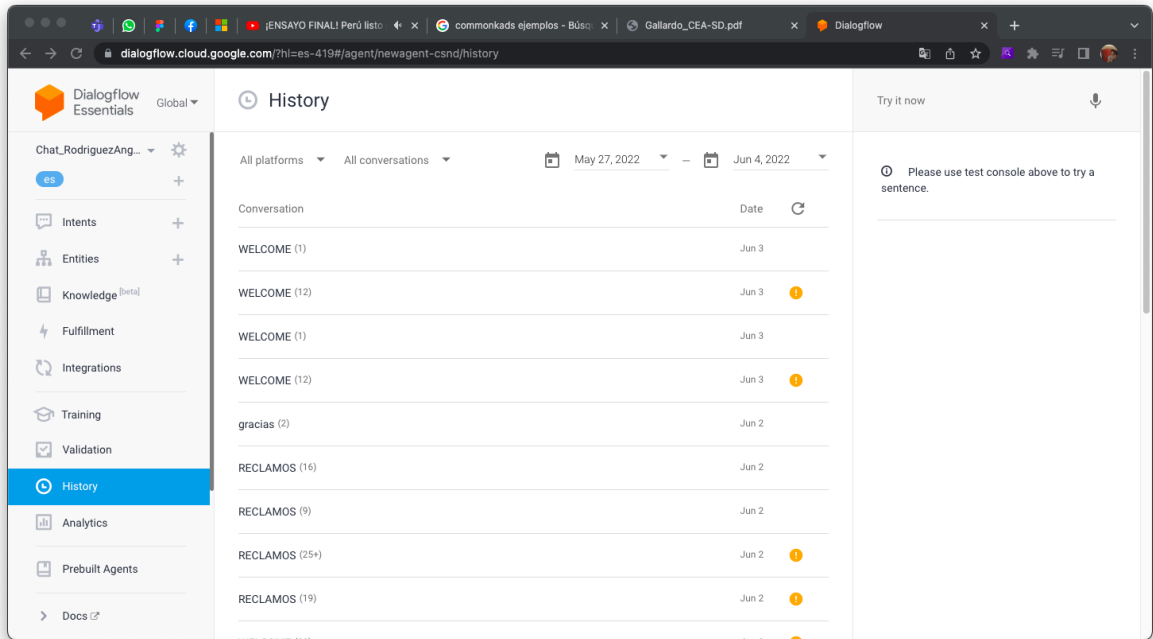 ¡ENSAYO FINAL! Perú listo
commonkads ejemplos - Búsqu
Gallardo_CEA-SD.pdf
Dialogflow
dialogflow.cloud.google.com/?hl=es-419#/agent/newagent-csnd/history
Dialogflow
Essentials
Global
Chat_RodriguezAng...
es
Intents
Entities
Knowledge [beta]
Fulfillment
Integrations
Training
Validation
History
Analytics
Prebuilt Agents
Docs
History
All platforms All conversations May 27, 2022 – Jun 4, 2022
Conversation Date
WELCOME (1) Jun 3
WELCOME (12) Jun 3
WELCOME (1) Jun 3
WELCOME (12) Jun 3
gracias (2) Jun 2
RECLAMOS (16) Jun 2
RECLAMOS (9) Jun 2
RECLAMOS (25+) Jun 2
RECLAMOS (19) Jun 2
Try it now
Please use test console above to try a
sentence.